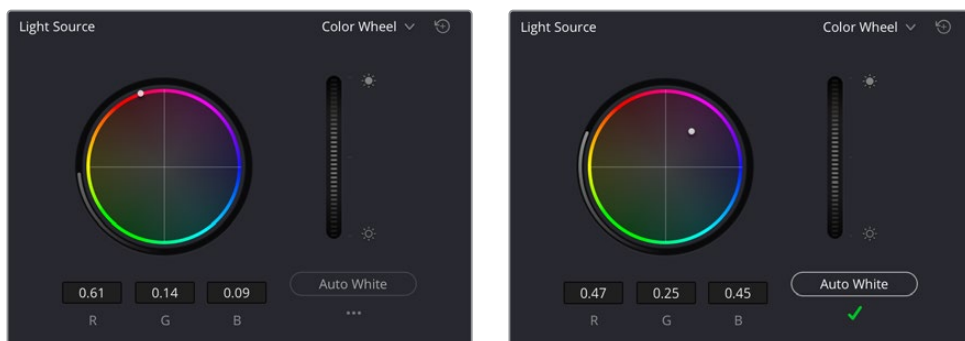 Light Source Color Wheel
0.61 0.14 0.09 Auto White
R G B
Light Source Color Wheel
0.47 0.25 0.45 Auto White
R G B